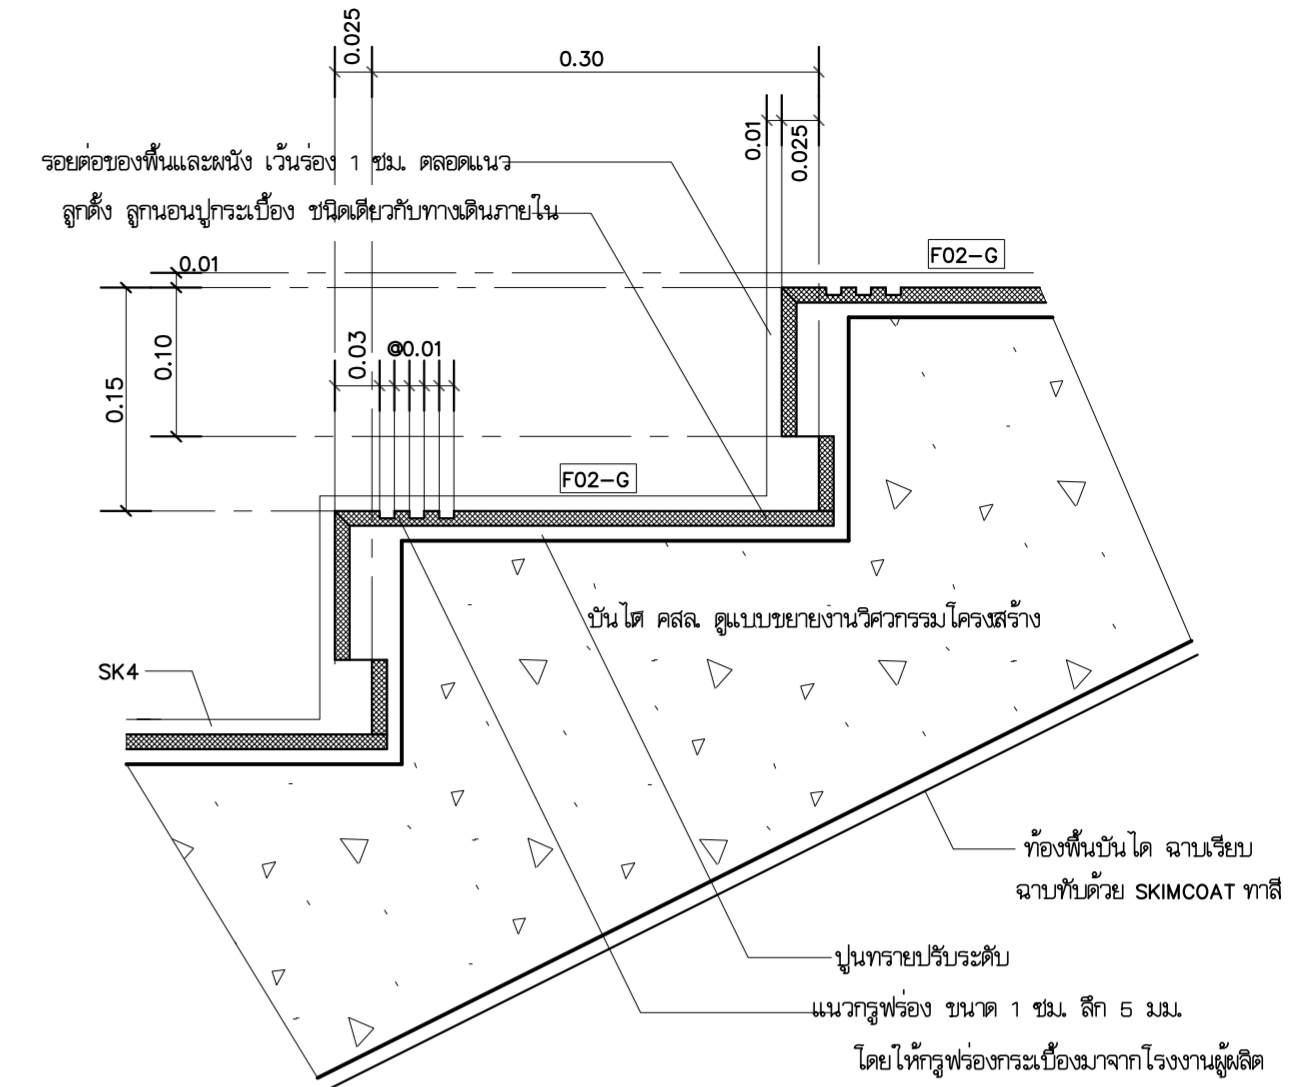 0.025
0.30
0.01
0.025
รอยต่อของพื้นและผนัง เว้นร่อง 1 ซม. ตลอดแนว
ลูกตั้ง ลูกนอนปูกระเบื้อง ชนิดเดียวกับทางเดินภายใน
F02-G
0.01
0.03
@0.01
0.10
0.15
F02-G
บันได คสล. ดูแบบขยายงานวิศวกรรมโครงสร้าง
SK4
ท้องพื้นบันได ฉาบเรียบ
ฉาบทับด้วย SKIMCOAT ทาสี
ปูนทรายปรับระดับ
แนวกรูฟร่อง ขนาด 1 ซม. ลึก 5 มม.
โดยให้กรูฟร่องกระเบื้องมาจากโรงงานผู้ผลิต